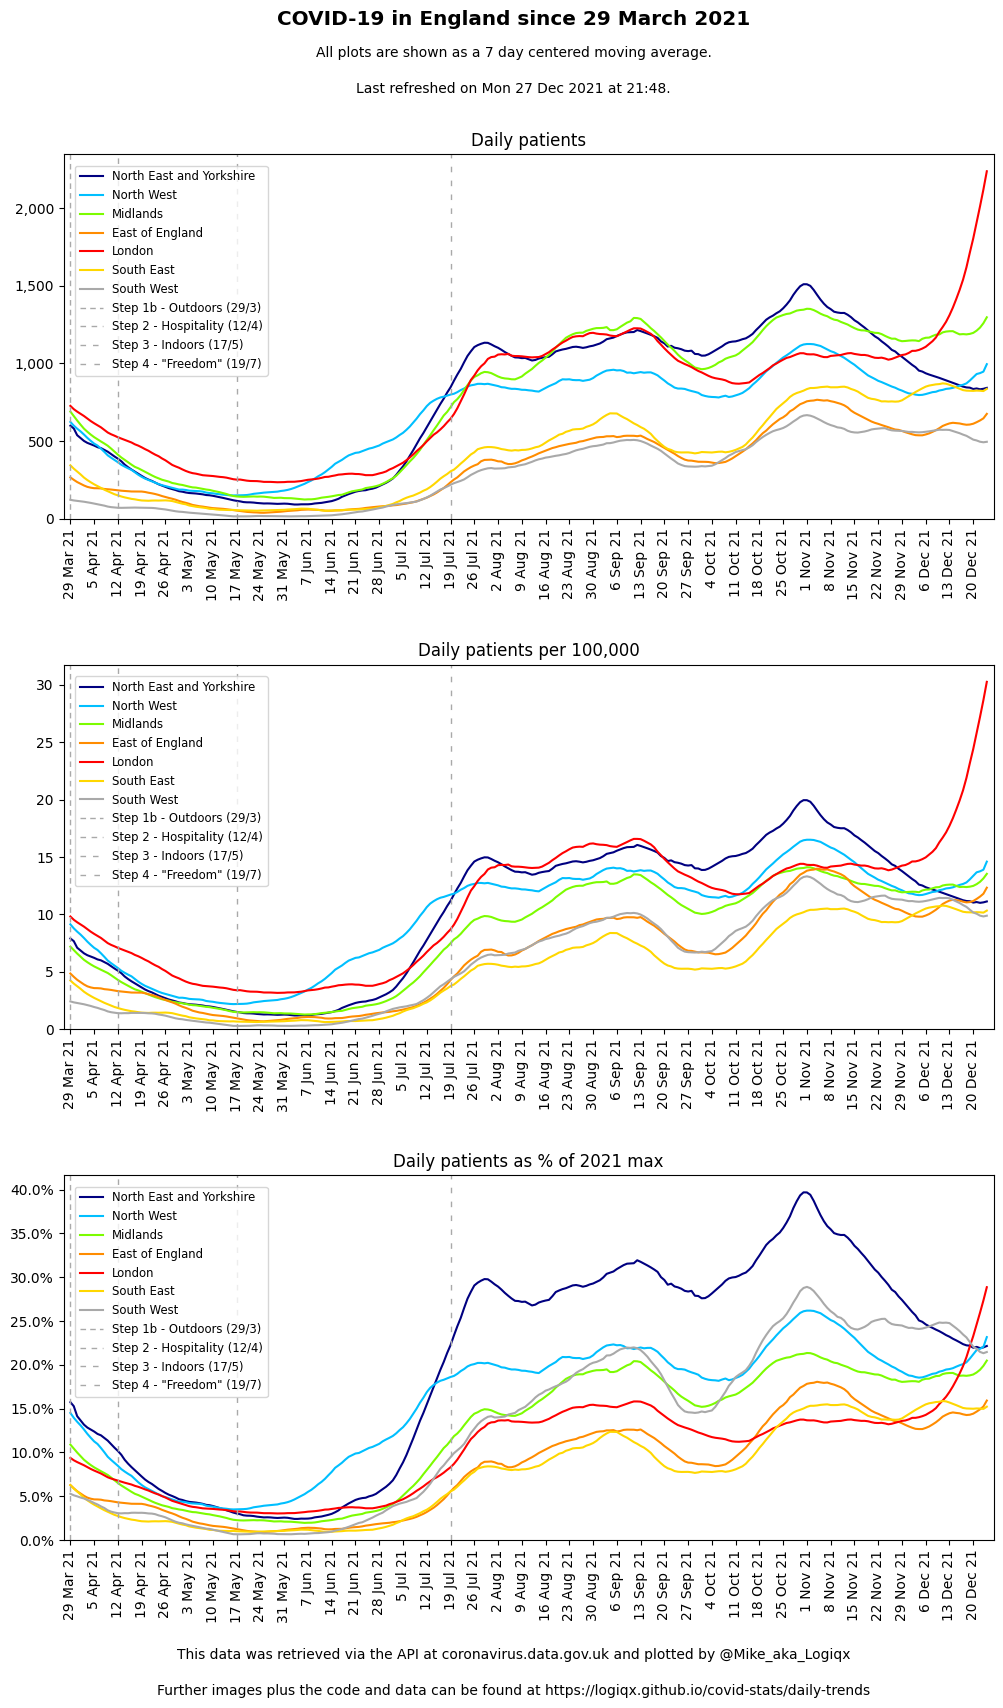 COVID-19 in England since 29 March 2021
All plots are shown as a 7 day centered moving average.
Last refreshed on Mon 27 Dec 2021 at 21:48.
Daily patients
North East and Yorkshire
North West
Midlands
East of England
London
South East
South West
Step 1b - Outdoors (29/3)
Step 2 - Hospitality (12/4)
Step 3 - Indoors (17/5)
Step 4 - "Freedom" (19/7)
2,000
1,500
1,000
500
0
29 Mar 21
5 Apr 21
12 Apr 21
19 Apr 21
26 Apr 21
3 May 21
10 May 21
17 May 21
24 May 21
31 May 21
7 Jun 21
14 Jun 21
21 Jun 21
28 Jun 21
5 Jul 21
12 Jul 21
19 Jul 21
26 Jul 21
2 Aug 21
9 Aug 21
16 Aug 21
23 Aug 21
30 Aug 21
6 Sep 21
13 Sep 21
20 Sep 21
27 Sep 21
4 Oct 21
11 Oct 21
18 Oct 21
25 Oct 21
1 Nov 21
8 Nov 21
15 Nov 21
22 Nov 21
29 Nov 21
6 Dec 21
13 Dec 21
20 Dec 21
Daily patients per 100,000
North East and Yorkshire
North West
Midlands
East of England
London
South East
South West
Step 1b - Outdoors (29/3)
Step 2 - Hospitality (12/4)
Step 3 - Indoors (17/5)
Step 4 - "Freedom" (19/7)
30
25
20
15
10
5
0
29 Mar 21
5 Apr 21
12 Apr 21
19 Apr 21
26 Apr 21
3 May 21
10 May 21
17 May 21
24 May 21
31 May 21
7 Jun 21
14 Jun 21
21 Jun 21
28 Jun 21
5 Jul 21
12 Jul 21
19 Jul 21
26 Jul 21
2 Aug 21
9 Aug 21
16 Aug 21
23 Aug 21
30 Aug 21
6 Sep 21
13 Sep 21
20 Sep 21
27 Sep 21
4 Oct 21
11 Oct 21
18 Oct 21
25 Oct 21
1 Nov 21
8 Nov 21
15 Nov 21
22 Nov 21
29 Nov 21
6 Dec 21
13 Dec 21
20 Dec 21
Daily patients as % of 2021 max
North East and Yorkshire
North West
Midlands
East of England
London
South East
South West
Step 1b - Outdoors (29/3)
Step 2 - Hospitality (12/4)
Step 3 - Indoors (17/5)
Step 4 - "Freedom" (19/7)
40.0%
35.0%
30.0%
25.0%
20.0%
15.0%
10.0%
5.0%
0.0%
29 Mar 21
5 Apr 21
12 Apr 21
19 Apr 21
26 Apr 21
3 May 21
10 May 21
17 May 21
24 May 21
31 May 21
7 Jun 21
14 Jun 21
21 Jun 21
28 Jun 21
5 Jul 21
12 Jul 21
19 Jul 21
26 Jul 21
2 Aug 21
9 Aug 21
16 Aug 21
23 Aug 21
30 Aug 21
6 Sep 21
13 Sep 21
20 Sep 21
27 Sep 21
4 Oct 21
11 Oct 21
18 Oct 21
25 Oct 21
1 Nov 21
8 Nov 21
15 Nov 21
22 Nov 21
29 Nov 21
6 Dec 21
13 Dec 21
20 Dec 21
This data was retrieved via the API at coronavirus.data.gov.uk and plotted by @Mike_aka_Logiqx
Further images plus the code and data can be found at https://logiqx.github.io/covid-stats/daily-trends